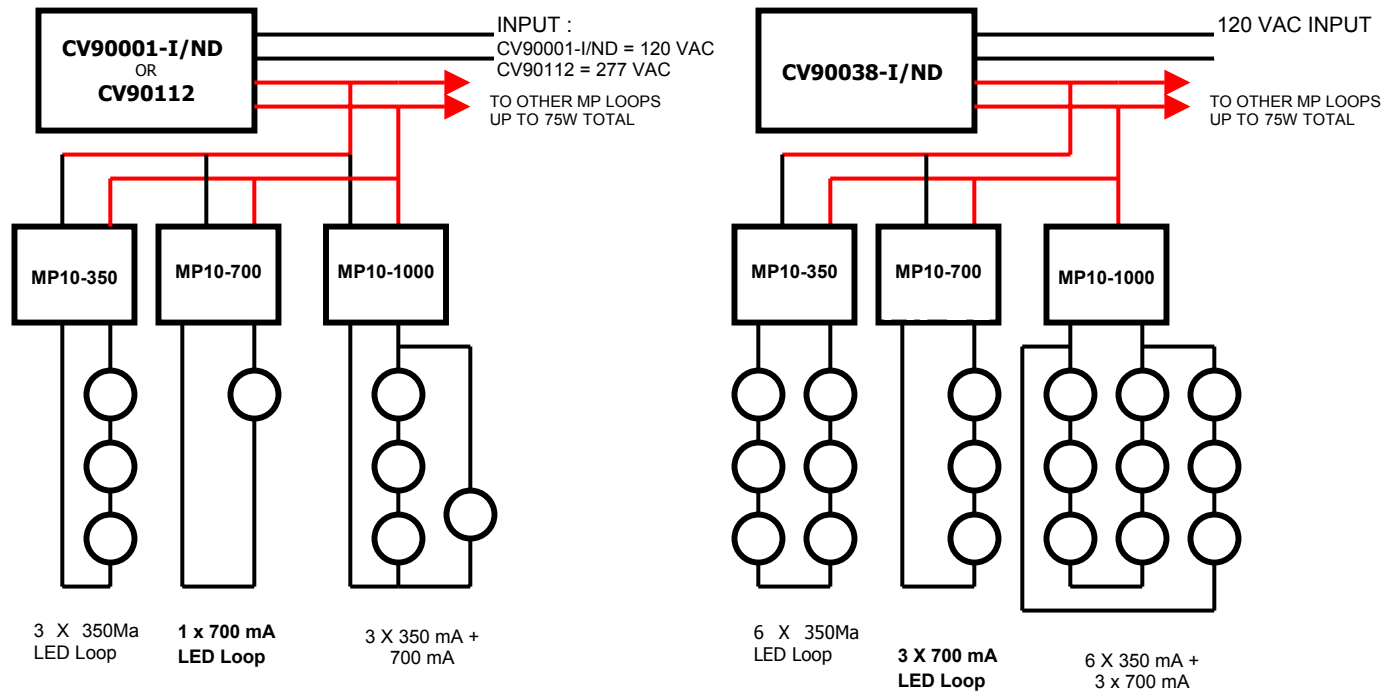 CV90001-I/ND
OR
CV90112
INPUT :
CV90001-I/ND = 120 VAC
CV90112 = 277 VAC
TO OTHER MP LOOPS
UP TO 75W TOTAL
MP10-350
MP10-700
MP10-1000
3 X 350Ma
LED Loop
1 x 700 mA
LED Loop
3 X 350 mA +
700 mA
CV90038-I/ND
120 VAC INPUT
TO OTHER MP LOOPS
UP TO 75W TOTAL
MP10-350
MP10-700
MP10-1000
6 X 350Ma
LED Loop
3 X 700 mA
LED Loop
6 X 350 mA +
3 x 700 mA